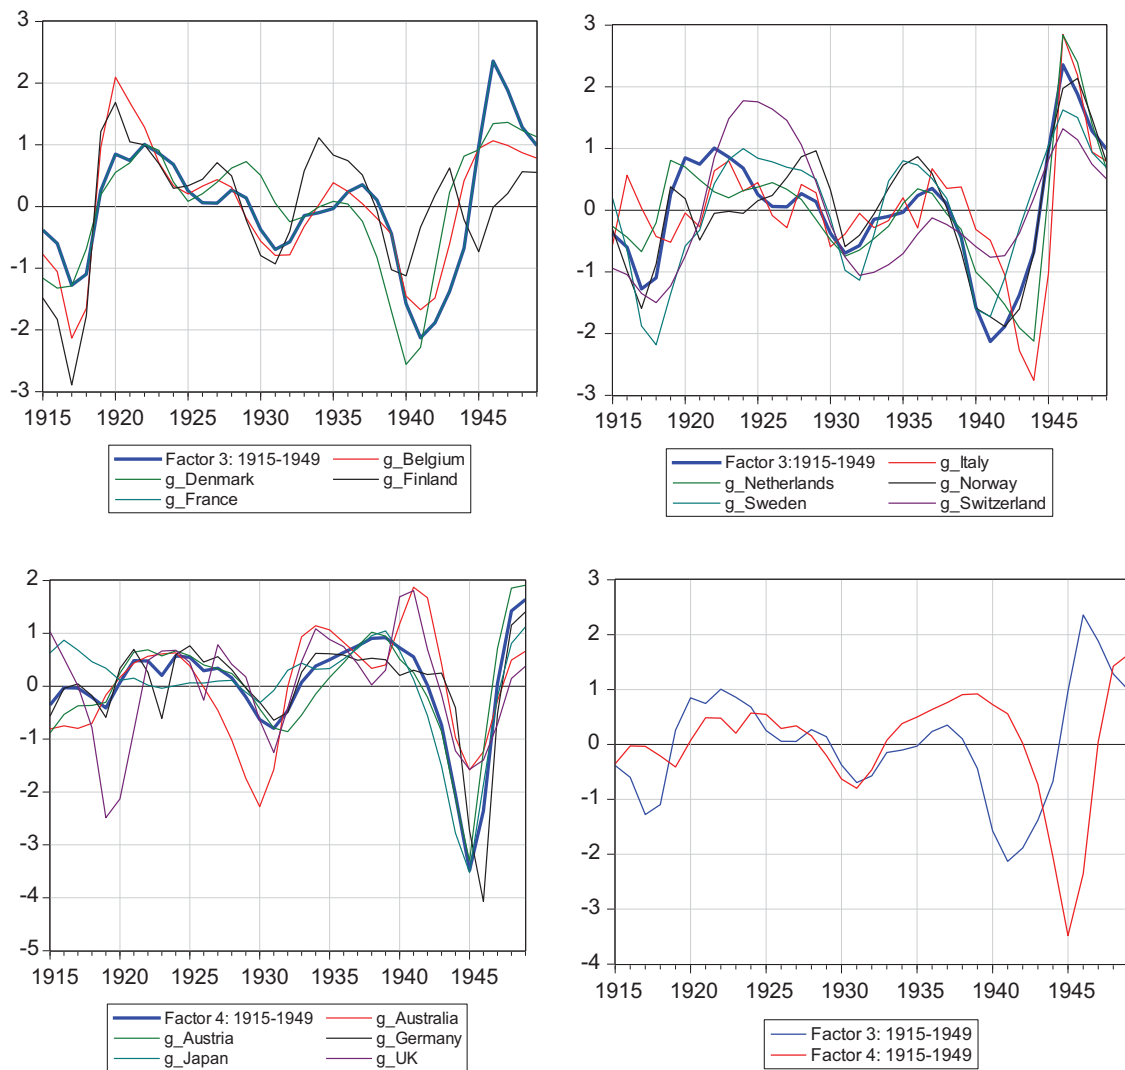 3
2
1
0
-1
-2
-3
1915 1920 1925 1930 1935 1940 1945
Factor 3: 1915-1949 g_Belgium
g_Denmark g_Finland
g_France
3
2
1
0
-1
-2
-3
1915 1920 1925 1930 1935 1940 1945
Factor 3:1915-1949 g_Italy
g_Netherlands g_Norway
g_Sweden g_Switzerland
2
1
0
-1
-2
-3
-4
-5
1915 1920 1925 1930 1935 1940 1945
Factor 4: 1915-1949 g_Australia
g_Austria g_Germany
g_Japan g_UK
3
2
1
0
-1
-2
-3
-4
1915 1920 1925 1930 1935 1940 1945
Factor 3: 1915-1949
Factor 4: 1915-1949